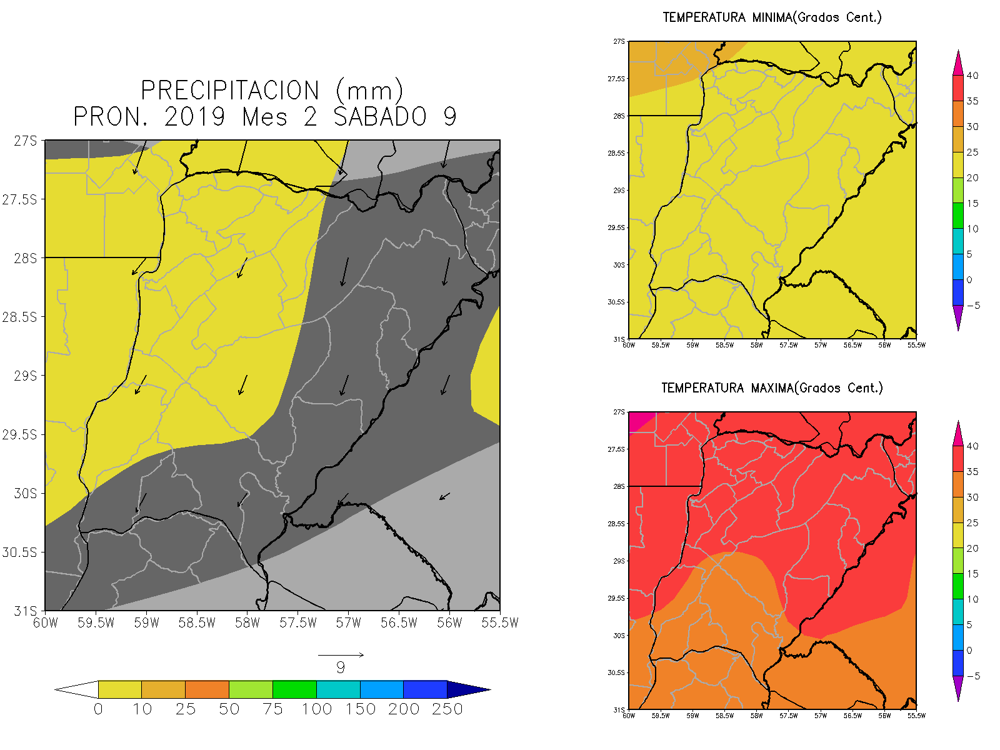 PRECIPITACION (mm)
PRON. 2019 Mes 2 SABADO 9
27S
27.5S
28S
28.5S
29S
29.5S
30S
30.5S
31S
60W 59.5W 59W 58.5W 58W 57.5W 57W 56.5W 56W 55.5W
9
0 10 25 50 75 100 150 200 250
TEMPERATURA MINIMA(Grados Cent.)
27S
27.5S
28S
28.5S
29S
29.5S
30S
30.5S
31S
60W 59.5W 59W 58.5W 58W 57.5W 57W 56.5W 56W 55.5W
40
35
30
25
20
15
10
5
0
-5
TEMPERATURA MAXIMA(Grados Cent.)
27S
27.5S
28S
28.5S
29S
29.5S
30S
30.5S
31S
60W 59.5W 59W 58.5W 58W 57.5W 57W 56.5W 56W 55.5W
40
35
30
25
20
15
10
5
0
-5